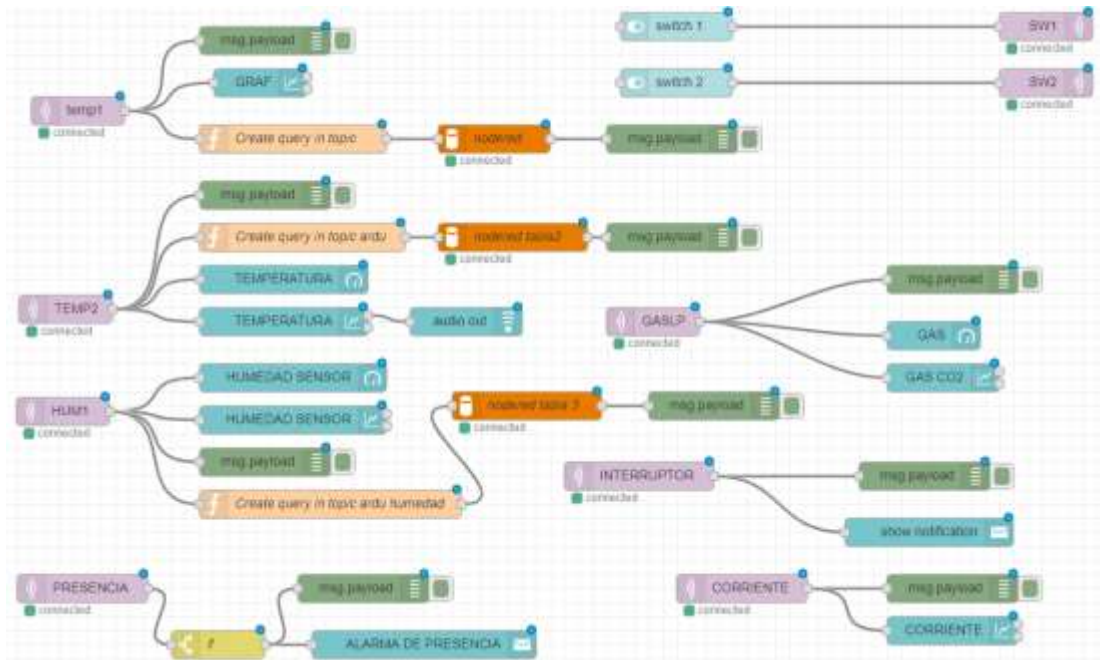 msg.payload
GRAF
temp1
connected
Create query in topic
nodered
connected
msg.payload
switch 1
SW1
connected
switch 2
SW2
connected
msg.payload
Create query in topic ardu
nodered tabla2
connected
msg.payload
TEMPERATURA
TEMP2
connected
TEMPERATURA
audio out
msg.payload
GASLP
connected
GAS
GAS CO2
HUMEDAD SENSOR
HUM1
connected
HUMEDAD SENSOR
msg.payload
Create query in topic ardu humedad
nodered tabla 3
connected
msg.payload
INTERRUPTOR
connected
msg.payload
show notification
PRESENCIA
connected
msg.payload
f
ALARMA DE PRESENCIA
CORRIENTE
connected
msg.payload
CORRIENTE